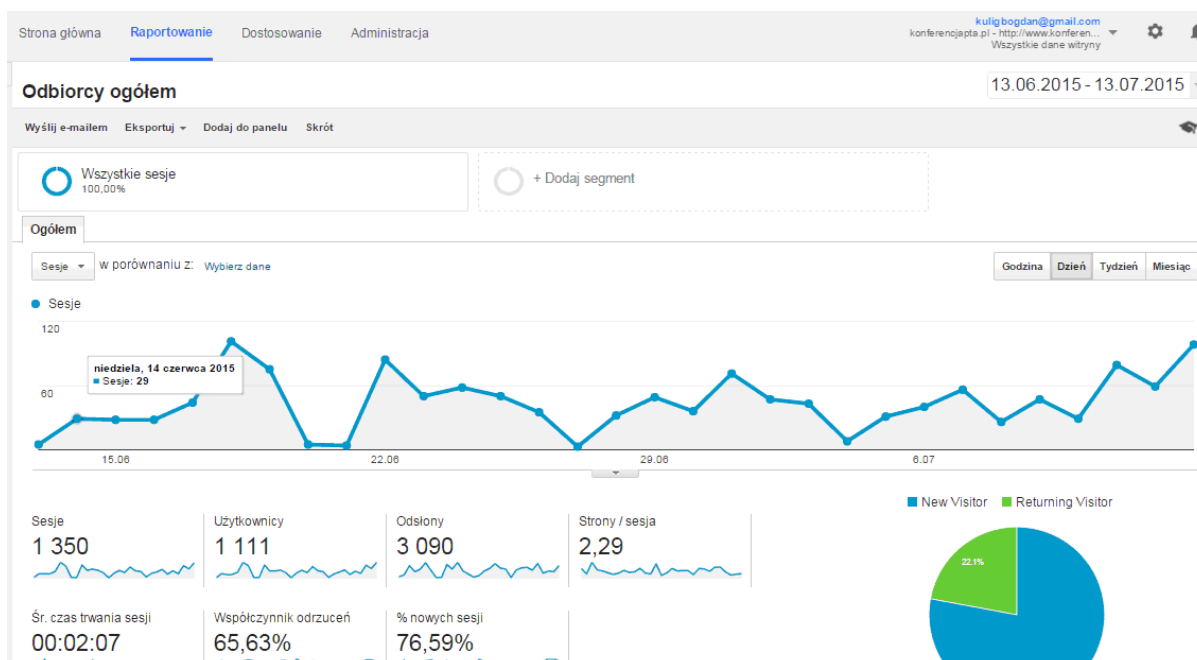 Strona główna Raportowanie Dostosowanie Administracja
kuligbogdan@gmail.com
konferencjapta.pl - http://www.konferen...
Wszystkie dane witryny
Odbiorcy ogółem
13.06.2015 - 13.07.2015
Wyślij e-mailem Eksportuj Dodaj do panelu Skrót
Wszystkie sesje
100,00%
+ Dodaj segment
Ogółem
Sesje w porównaniu z: Wybierz dane
Godzina Dzień Tydzień Miesiąc
Sesje
120
60
niedziela, 14 czerwca 2015
Sesje: 29
15.06 22.06 29.06 6.07
New Visitor Returning Visitor
Sesje Użytkownicy Odsłony Strony / sesja
1 350 1 111 3 090 2,29
22.1%
Śr. czas trwania sesji Współczynnik odrzuceń % nowych sesji
00:02:07 65,63% 76,59%